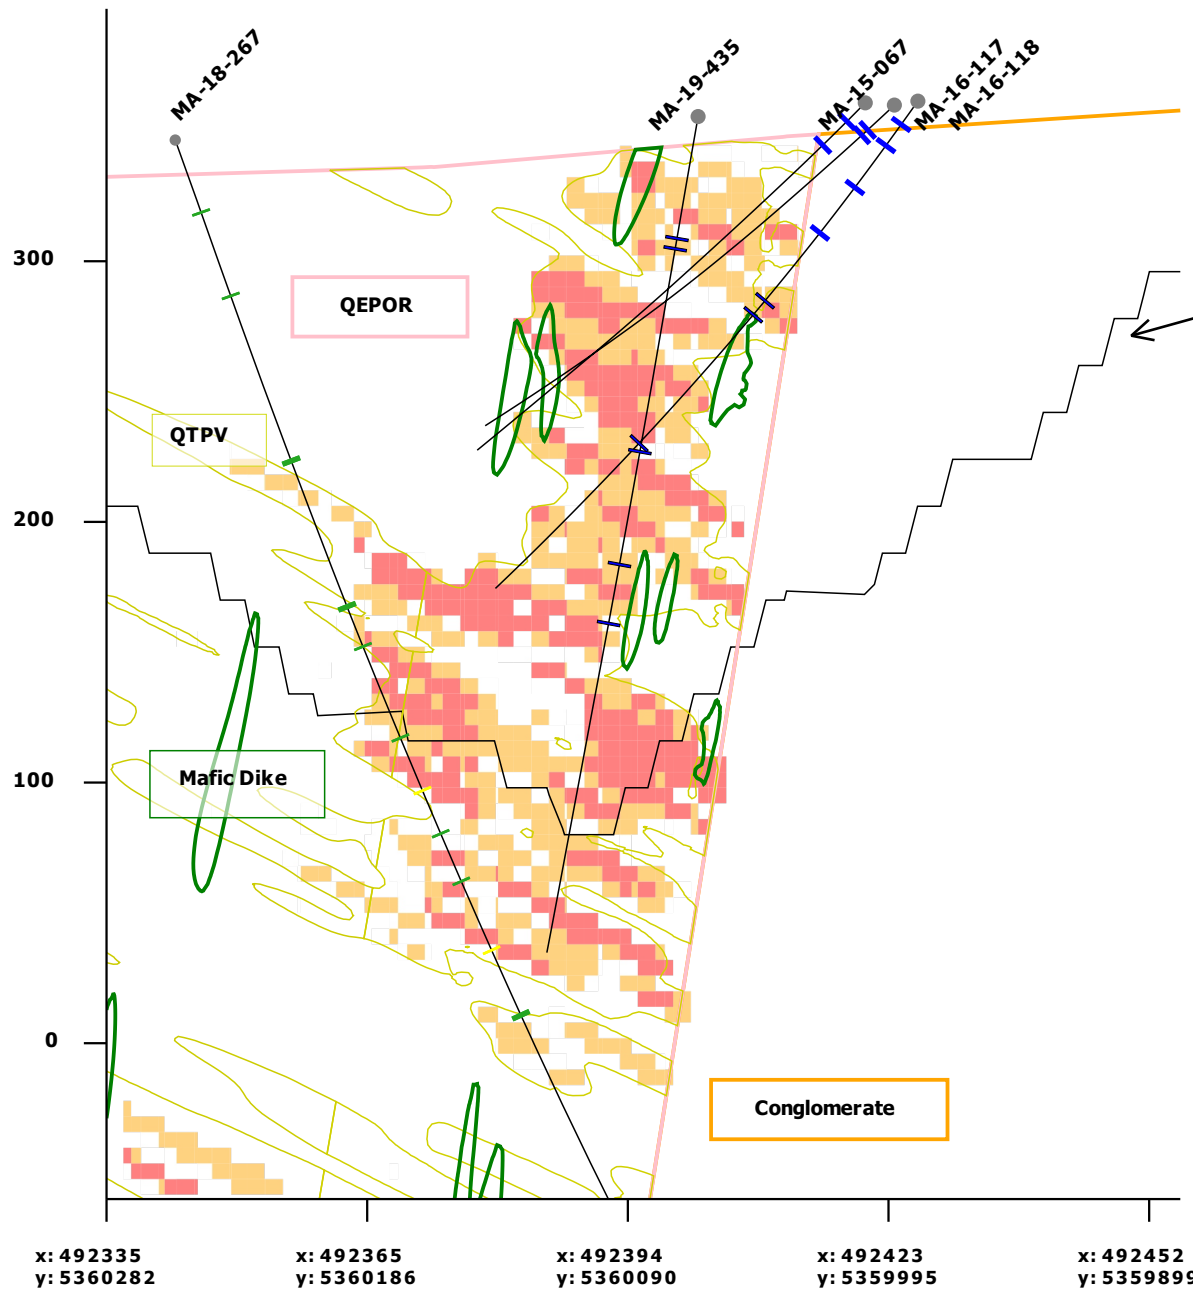 MA-18-267
MA-19-435
MA-15-067
MA-16-117
MA-16-118
300
QEPOR
QTPV
200
Mafic Dike
100
0
Conglomerate
x: 492335
y: 5360282
x: 492365
y: 5360186
x: 492394
y: 5360090
x: 492423
y: 5359995
x: 492452
y: 5359899